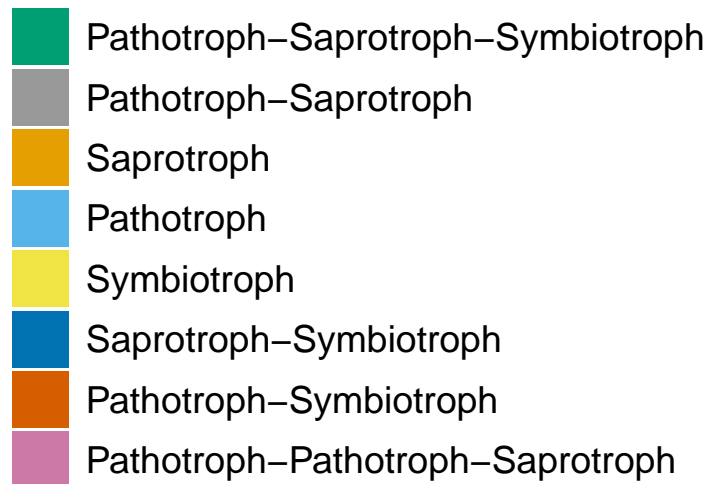 Pathotroph−Saprotroph−Symbiotroph
Pathotroph−Saprotroph
Saprotroph
Pathotroph
Symbiotroph
Saprotroph−Symbiotroph
Pathotroph−Symbiotroph
Pathotroph−Pathotroph−Saprotroph